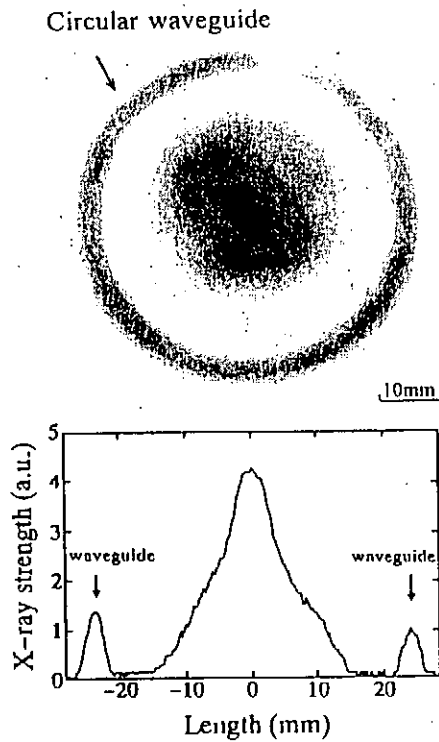 Circular waveguide
10mm
5
4
3
2
1
0
X-ray strength (a.u.)
waveguide
waveguide
-20 -10 0 10 20
Length (mm)